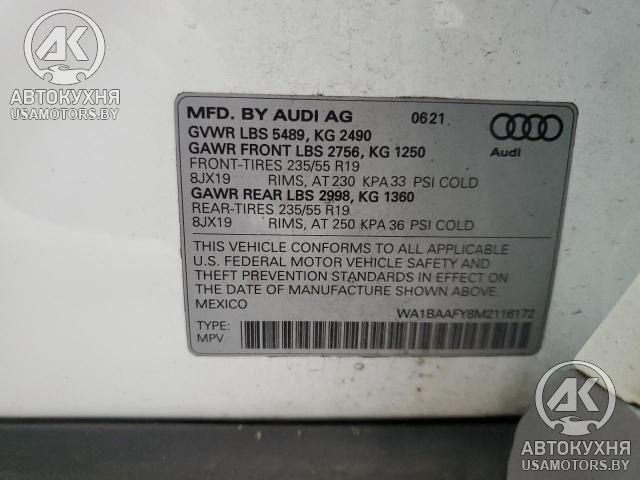 АВТОКУХНЯ
USAMOTORS.BY
MFD. BY AUDI AG 0621
GVWR LBS 5489, KG 2490
GAWR FRONT LBS 2756, KG 1250
FRONT-TIRES 235/55 R19
8JX19 RIMS, AT 230 KPA 33 PSI COLD
GAWR REAR LBS 2998, KG 1360
REAR-TIRES 235/55 R19
8JX19 RIMS, AT 250 KPA 36 PSI COLD
Audi
THIS VEHICLE CONFORMS TO ALL APPLICABLE
U.S. FEDERAL MOTOR VEHICLE SAFETY AND
THEFT PREVENTION STANDARDS IN EFFECT ON
THE DATE OF MANUFACTURE SHOWN ABOVE.
MEXICO
WA1BAAFY8M2116172
TYPE:
MPV
АК
АВТОКУХНЯ
USAMOTORS.BY